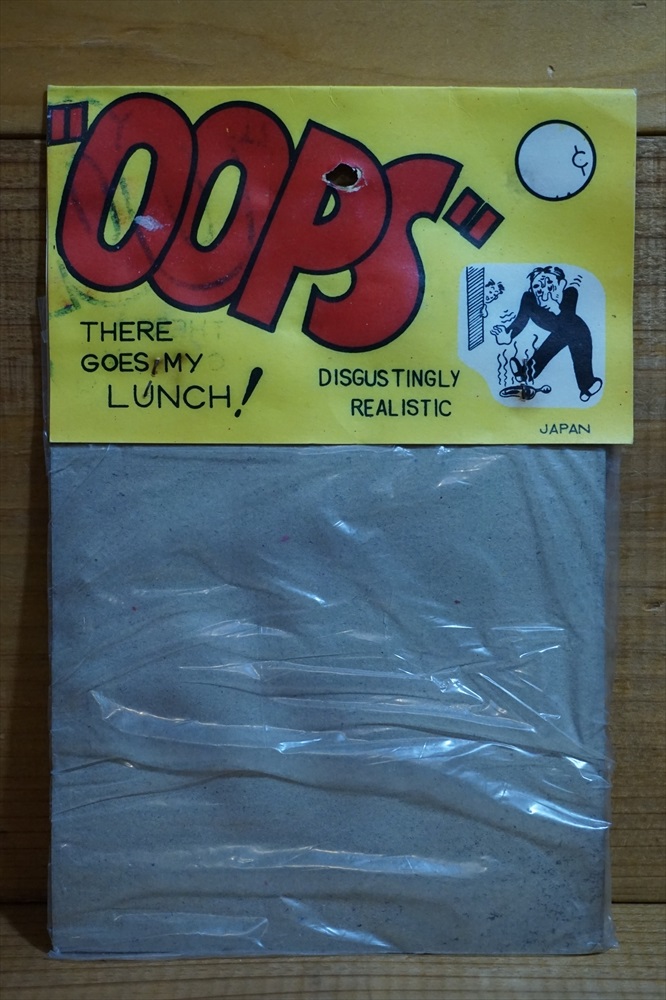 "OOPS"
THERE
GOES MY
LUNCH!
DISGUSTINGLY
REALISTIC
JAPAN